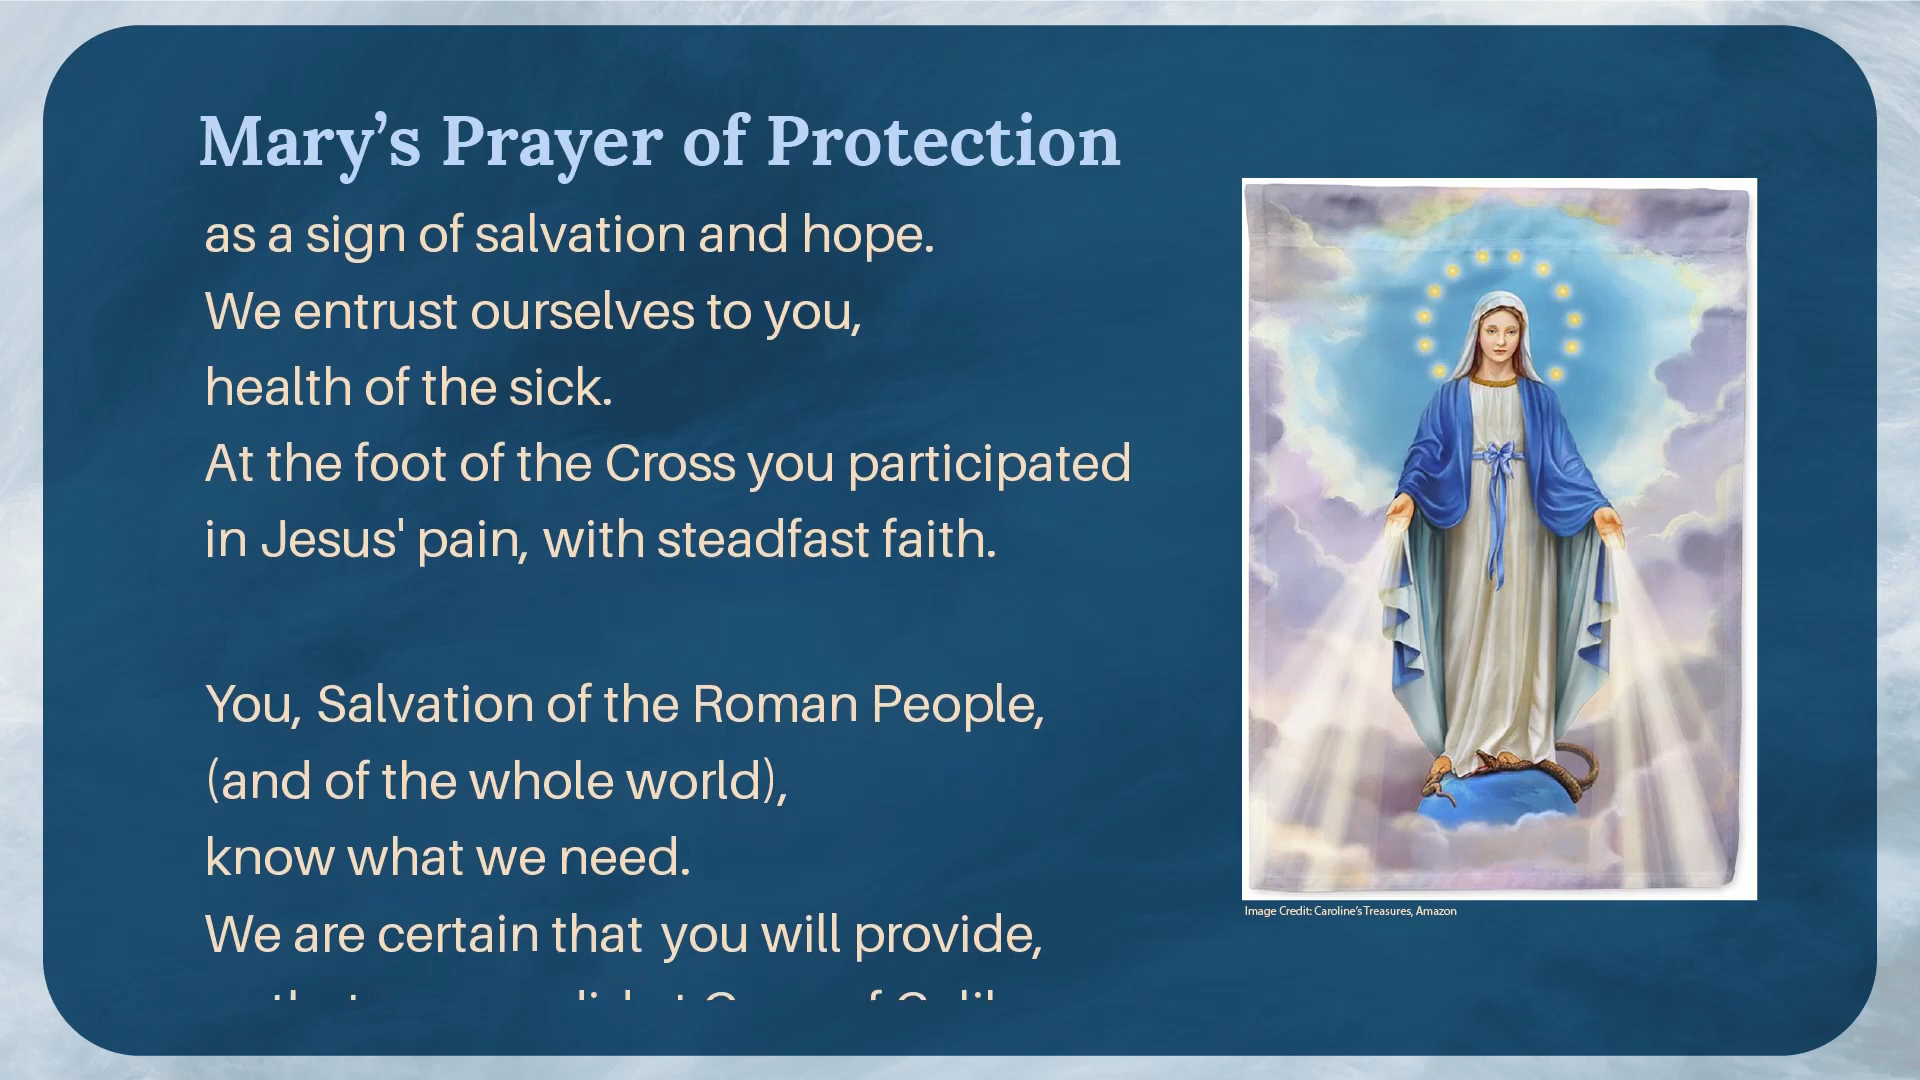 Mary’s Prayer of Protection
as a sign of salvation and hope.
We entrust ourselves to you,
health of the sick.
At the foot of the Cross you participated
in Jesus' pain, with steadfast faith.
You, Salvation of the Roman People,
(and of the whole world),
know what we need.
We are certain that you will provide,
Image Credit: Caroline's Treasures, Amazon